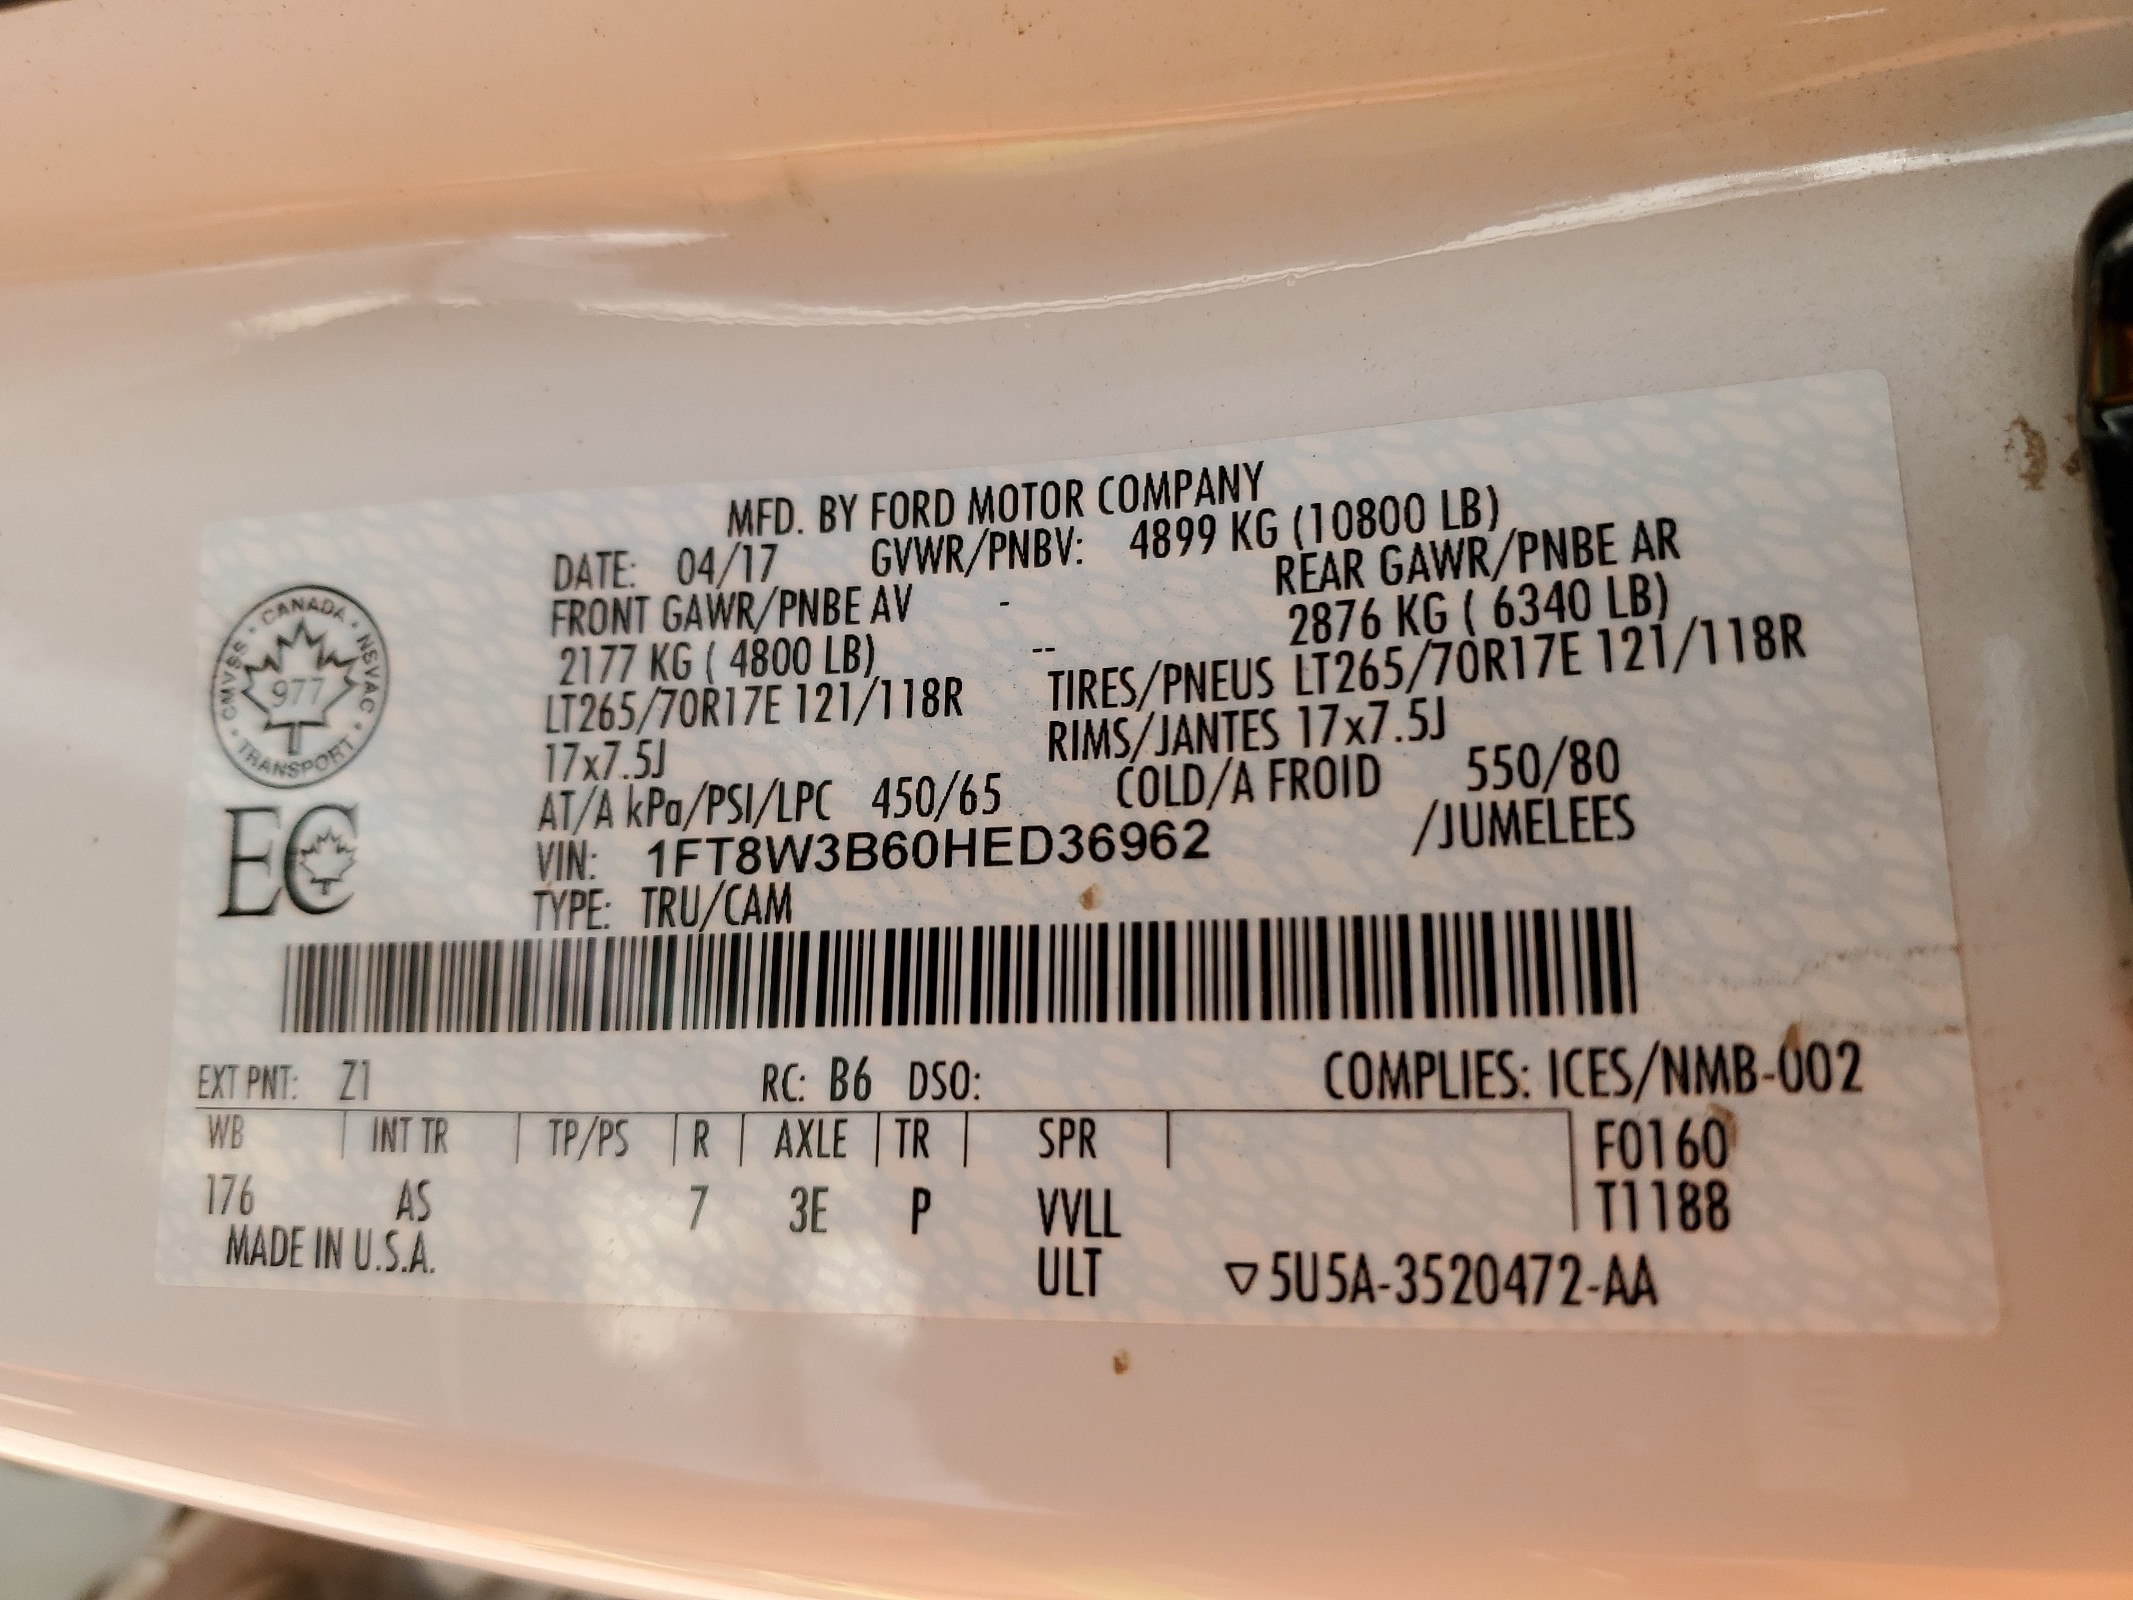 MFD. BY FORD MOTOR COMPANY
DATE: 04/17 GVWR/PNBV: 4899 KG (10800 LB)
FRONT GAWR/PNBE AV - REAR GAWR/PNBE AR
2177 KG ( 4800 LB) -- 2876 KG ( 6340 LB)
LT265/70R17E 121/118R TIRES/PNEUS LT265/70R17E 121/118R
17x7.5J RIMS/JANTES 17x7.5J
AT/A kPa/PSI/LPC 450/65 COLD/A FROID 550/80
VIN: 1FT8W3B60HED36962 /JUMELEES
TYPE: TRU/CAM
CANADA · NSVAC · TRANSPORT · CMVSS
977
EC
EXT PNT: Z1 RC: B6 DSO: COMPLIES: ICES/NMB-002
WB | INT TR | TP/PS | R | AXLE | TR | SPR | F0160
176 AS 7 3E P VVLL T1188
MADE IN U.S.A. ULT ▽5U5A-3520472-AA